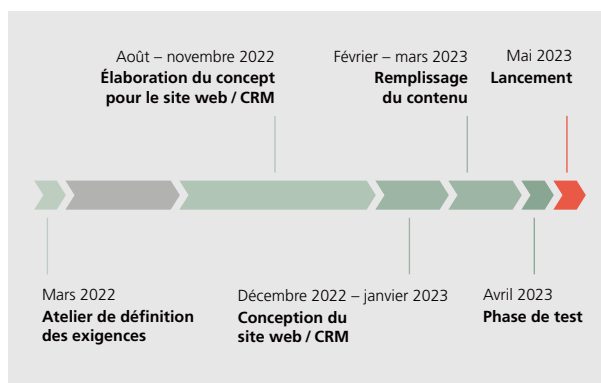 Août – novembre 2022
Élaboration du concept
pour le site web / CRM
Février – mars 2023
Remplissage
du contenu
Mai 2023
Lancement
Mars 2022
Atelier de définition
des exigences
Décembre 2022 – janvier 2023
Conception du
site web / CRM
Avril 2023
Phase de test